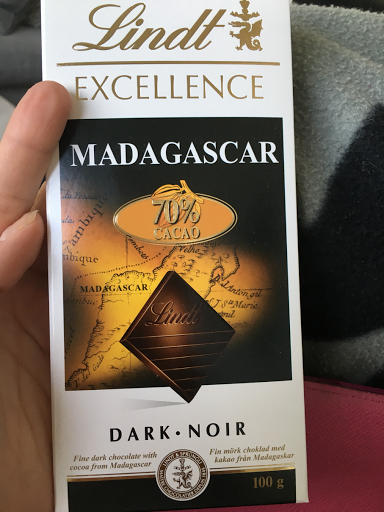 Lindt
EXCELLENCE
MADAGASCAR
70%
CACAO
MADAGASCAR
Lindt
DARK • NOIR
Fine dark chocolate with
cocoa from Madagascar
Fin mörk choklad med
kakao från Madagaskar
100 g